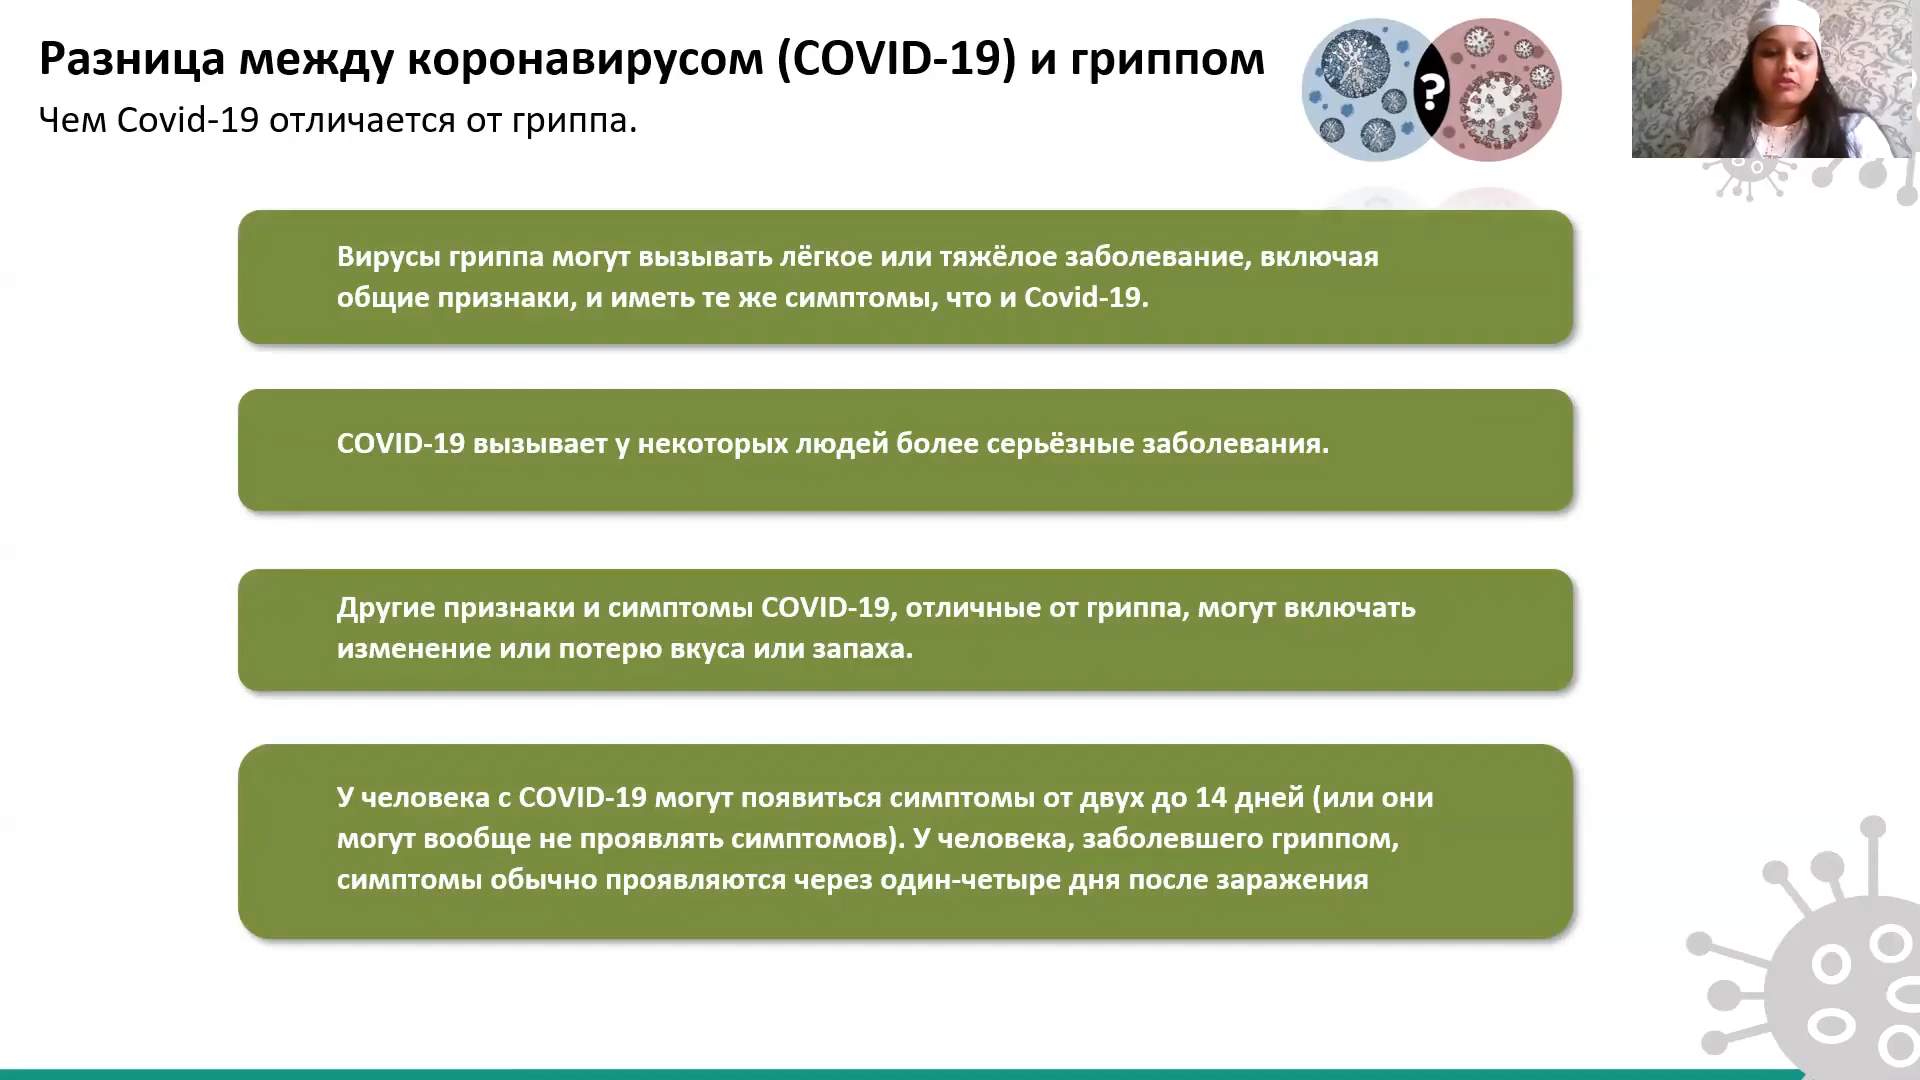 Разница между коронавирусом (COVID-19) и гриппом
Чем Covid-19 отличается от гриппа.
?
Вирусы гриппа могут вызывать лёгкое или тяжёлое заболевание, включая
общие признаки, и иметь те же симптомы, что и Covid-19.
COVID-19 вызывает у некоторых людей более серьёзные заболевания.
Другие признаки и симптомы COVID-19, отличные от гриппа, могут включать
изменение или потерю вкуса или запаха.
У человека с COVID-19 могут появиться симптомы от двух до 14 дней (или они
могут вообще не проявлять симптомов). У человека, заболевшего гриппом,
симптомы обычно проявляются через один-четыре дня после заражения